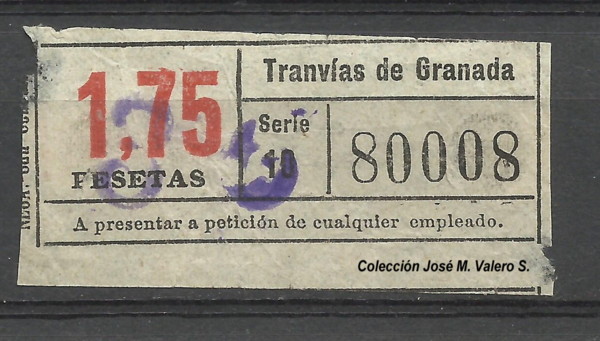 1,75
PESETAS
Tranvías de Granada
Serie
10
80008
A presentar a petición de cualquier empleado.
Colección José M. Valero S.